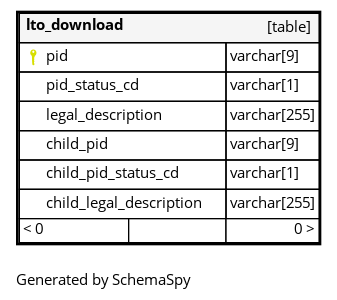 lto_download [table]
pid varchar[9]
pid_status_cd varchar[1]
legal_description varchar[255]
child_pid varchar[9]
child_pid_status_cd varchar[1]
child_legal_description varchar[255]
< 0 0 >
Generated by SchemaSpy